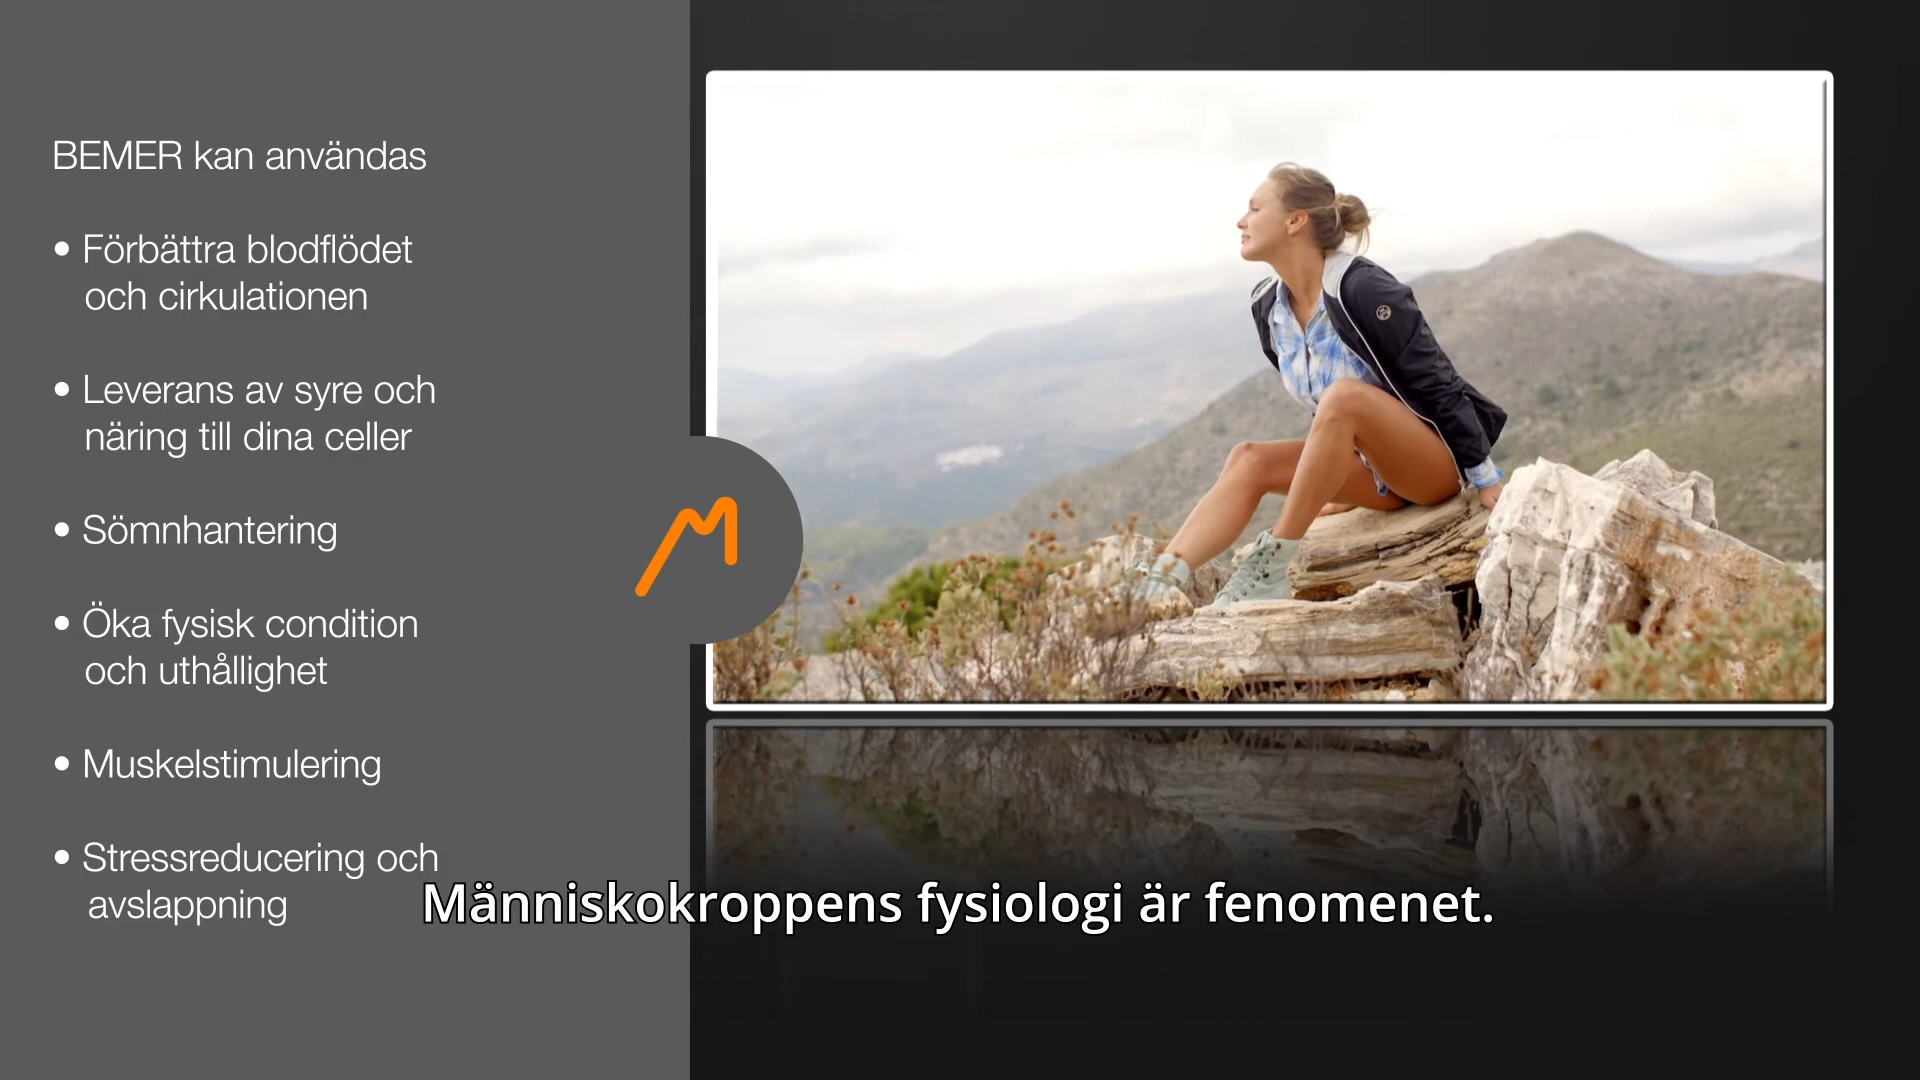 BEMER kan användas
• Förbättra blodflödet
och cirkulationen
• Leverans av syre och
näring till dina celler
• Sömnhantering
• Öka fysisk condition
och uthållighet
• Muskelstimulering
• Stressreducering och
avslappning
Människokroppens fysiologi är fenomenet.